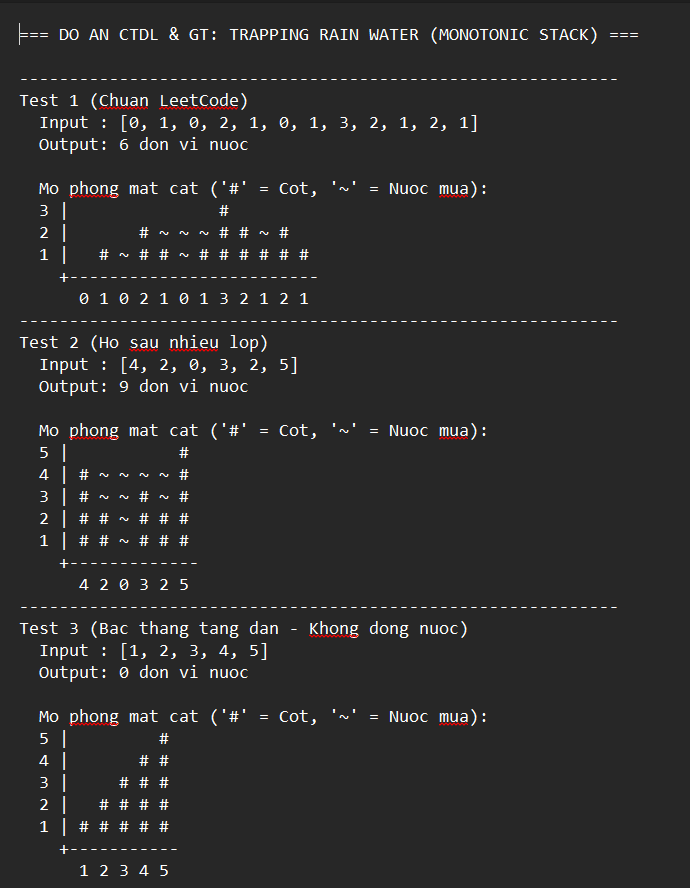 === DO AN CTDL & GT: TRAPPING RAIN WATER (MONOTONIC STACK) ===
------------------------------------------------------------
Test 1 (Chuan LeetCode)
  Input : [0, 1, 0, 2, 1, 0, 1, 3, 2, 1, 2, 1]
  Output: 6 don vi nuoc

  Mo phong mat cat ('#' = Cot, '~' = Nuoc mua):
  3 |               #
  2 |       # ~ ~ ~ # # ~ #
  1 |   # ~ # # ~ # # # # # #
    +-------------------------
      0 1 0 2 1 0 1 3 2 1 2 1
------------------------------------------------------------
Test 2 (Ho sau nhieu lop)
  Input : [4, 2, 0, 3, 2, 5]
  Output: 9 don vi nuoc

  Mo phong mat cat ('#' = Cot, '~' = Nuoc mua):
  5 |           #
  4 | # ~ ~ ~ ~ #
  3 | # ~ ~ # ~ #
  2 | # # ~ # # #
  1 | # # ~ # # #
    +-------------
      4 2 0 3 2 5
------------------------------------------------------------
Test 3 (Bac thang tang dan - Khong dong nuoc)
  Input : [1, 2, 3, 4, 5]
  Output: 0 don vi nuoc

  Mo phong mat cat ('#' = Cot, '~' = Nuoc mua):
  5 |         #
  4 |       # #
  3 |     # # #
  2 |   # # # #
  1 | # # # # #
    +-----------
      1 2 3 4 5